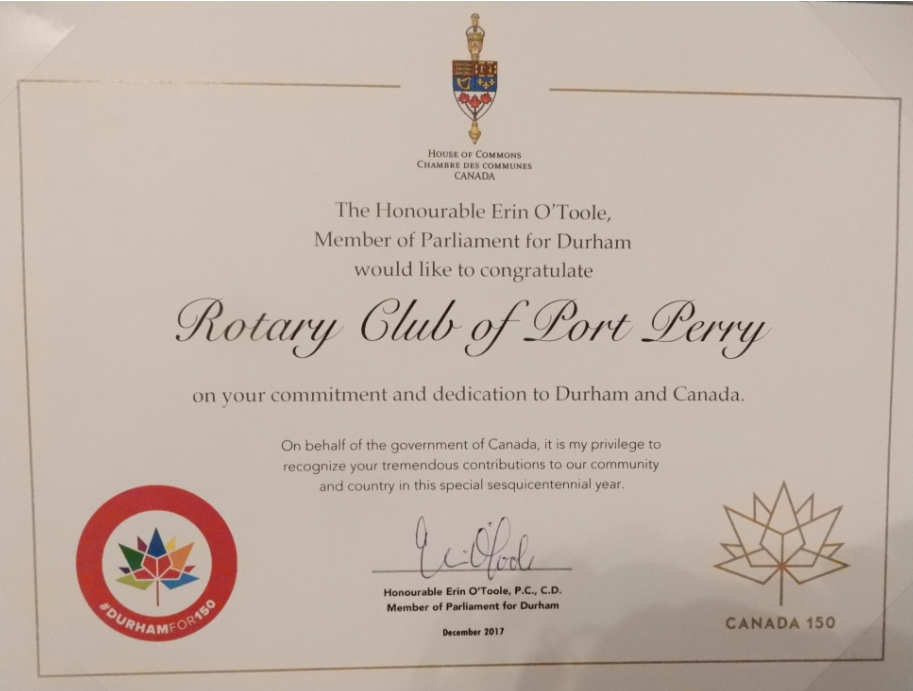 House of Commons
Chambre des communes
CANADA
The Honourable Erin O'Toole,
Member of Parliament for Durham
would like to congratulate
Rotary Club of Port Perry
on your commitment and dedication to Durham and Canada.
On behalf of the government of Canada, it is my privilege to
recognize your tremendous contributions to our community
and country in this special sesquicentennial year.
Erin O'Toole
Honourable Erin O'Toole, P.C., C.D.
Member of Parliament for Durham
December 2017
#DURHAMFOR150
CANADA 150